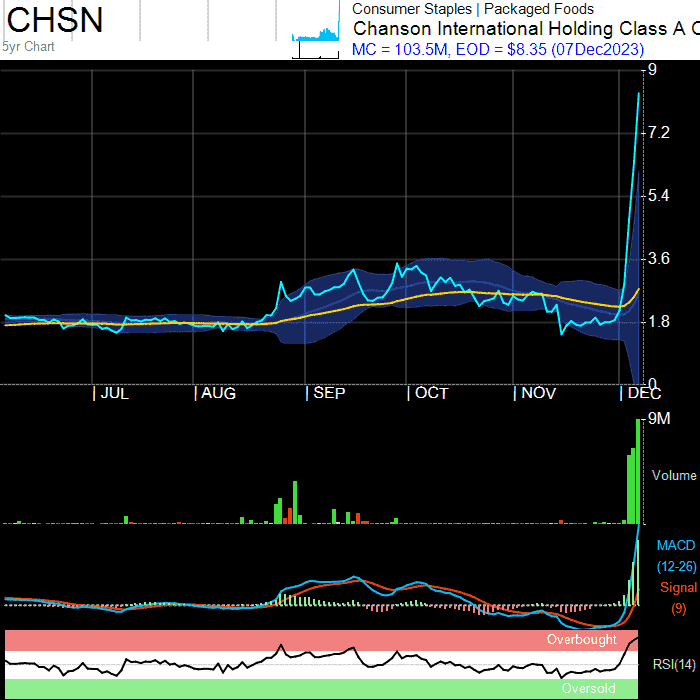 CHSN
5yr Chart
Consumer Staples | Packaged Foods
Chanson International Holding Class A O
MC = 103.5M, EOD = $8.35 (07Dec2023)
9
7.2
5.4
3.6
1.8
0
JUL
AUG
SEP
OCT
NOV
DEC
9M
Volume
MACD
(12-26)
Signal
(9)
Overbought
RSI(14)
Oversold